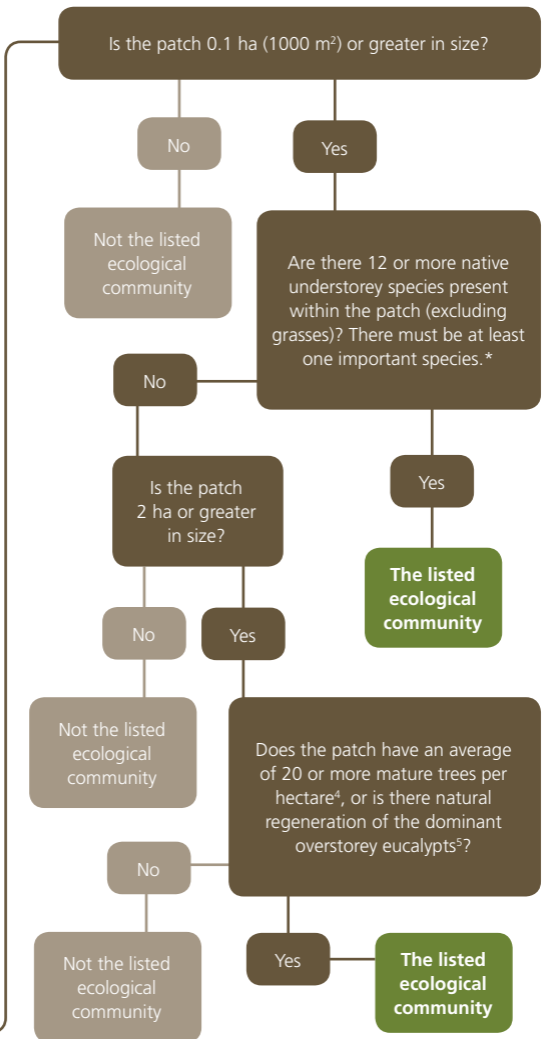 Is the patch 0.1 ha (1000 m²) or greater in size?
No
Yes
Not the listed
ecological
community
Are there 12 or more native
understorey species present
within the patch (excluding
grasses)? There must be at least
one important species.*
No
Yes
Is the patch
2 ha or greater
in size?
The listed
ecological
community
No
Yes
Not the listed
ecological
community
Does the patch have an average
of 20 or more mature trees per
hectare⁴, or is there natural
regeneration of the dominant
overstorey eucalypts⁵?
No
Yes
Not the listed
ecological
community
The listed
ecological
community